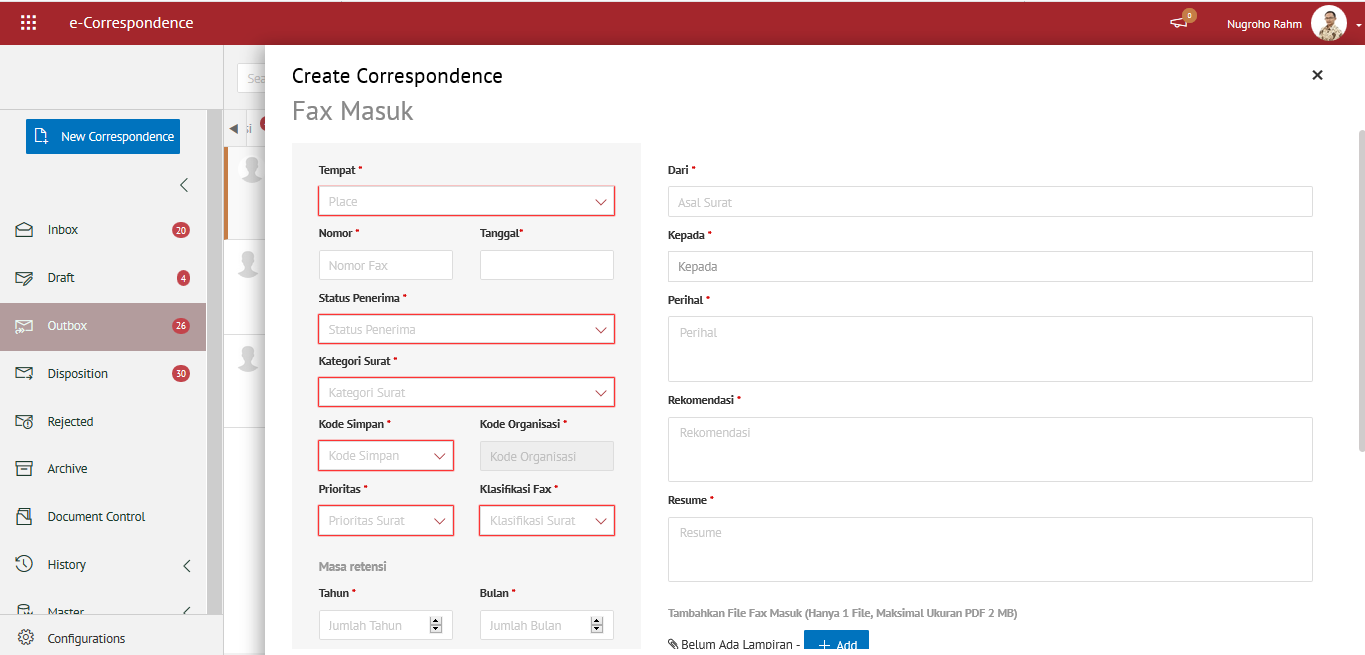 e-Correspondence
0
Nugroho Rahm
Sea
Create Correspondence
Fax Masuk
New Correspondence
Inbox 20
Draft 4
Outbox 26
Disposition 30
Rejected
Archive
Document Control
History
Master
Configurations
si
Tempat *
Place
Nomor * Tanggal*
Nomor Fax
Status Penerima *
Status Penerima
Kategori Surat *
Kategori Surat
Kode Simpan * Kode Organisasi *
Kode Simpan Kode Organisasi
Prioritas * Klasifikasi Fax *
Prioritas Surat Klasifikasi Surat
Masa retensi
Tahun * Bulan *
Jumlah Tahun Jumlah Bulan
Dari *
Asal Surat
Kepada *
Kepada
Perihal *
Perihal
Rekomendasi *
Rekomendasi
Resume *
Resume
Tambahkan File Fax Masuk (Hanya 1 File, Maksimal Ukuran PDF 2 MB)
Belum Ada Lampiran - + Add